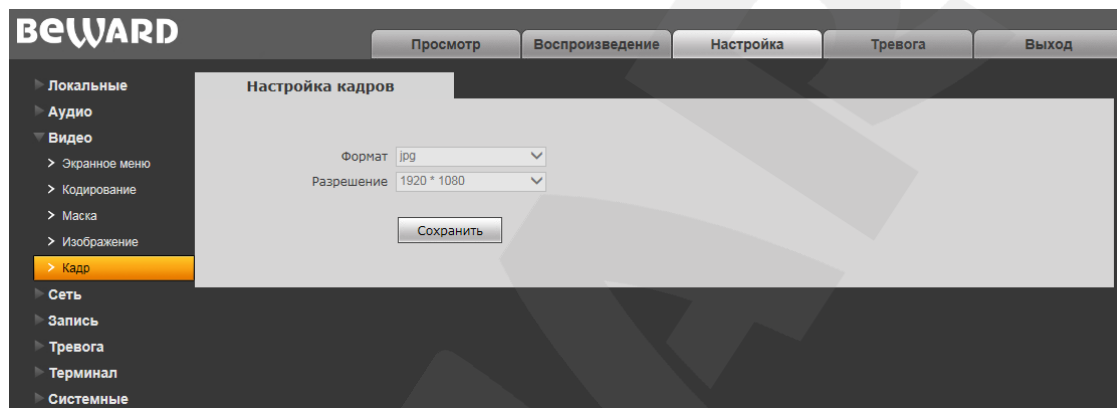 BEWARD
Просмотр Воспроизведение Настройка Тревога Выход
Локальные
Аудио
Видео
> Экранное меню
> Кодирование
> Маска
> Изображение
> Кадр
Сеть
Запись
Тревога
Терминал
Системные
Настройка кадров
Формат jpg
Разрешение 1920 * 1080
Сохранить